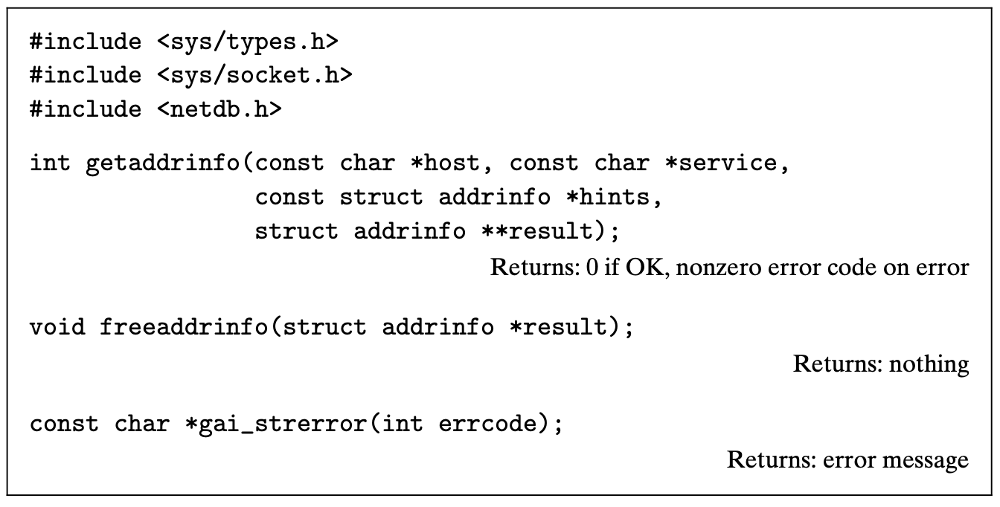 #include <sys/types.h>
#include <sys/socket.h>
#include <netdb.h>
int getaddrinfo(const char *host, const char *service,
const struct addrinfo *hints,
struct addrinfo **result);
Returns: 0 if OK, nonzero error code on error
void freeaddrinfo(struct addrinfo *result);
Returns: nothing
const char *gai_strerror(int errcode);
Returns: error message